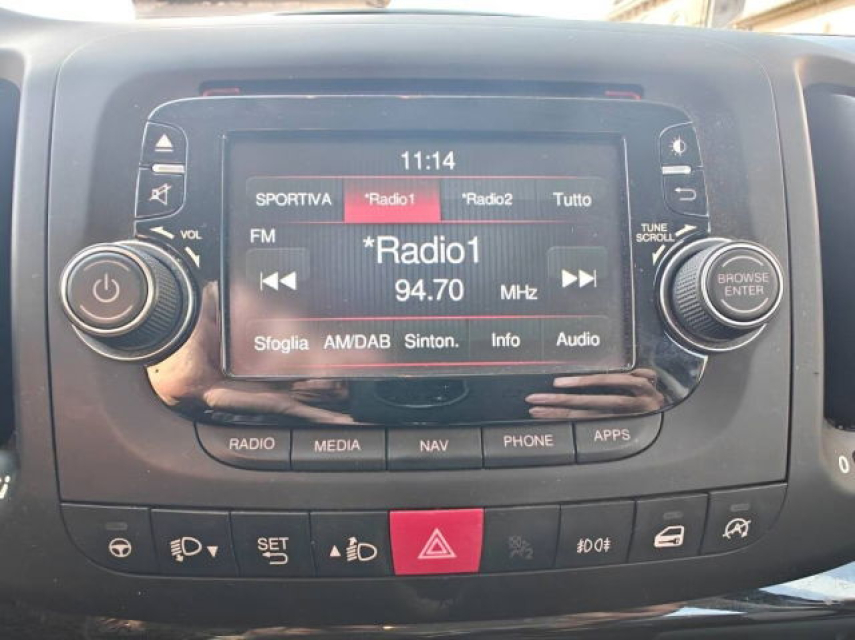 11:14
SPORTIVA *Radio1 *Radio2 Tutto
VOL
TUNE
SCROLL
FM
*Radio1
94.70 MHz
BROWSE
ENTER
Sfoglia AM/DAB Sinton. Info Audio
RADIO MEDIA NAV PHONE APPS
SET
0